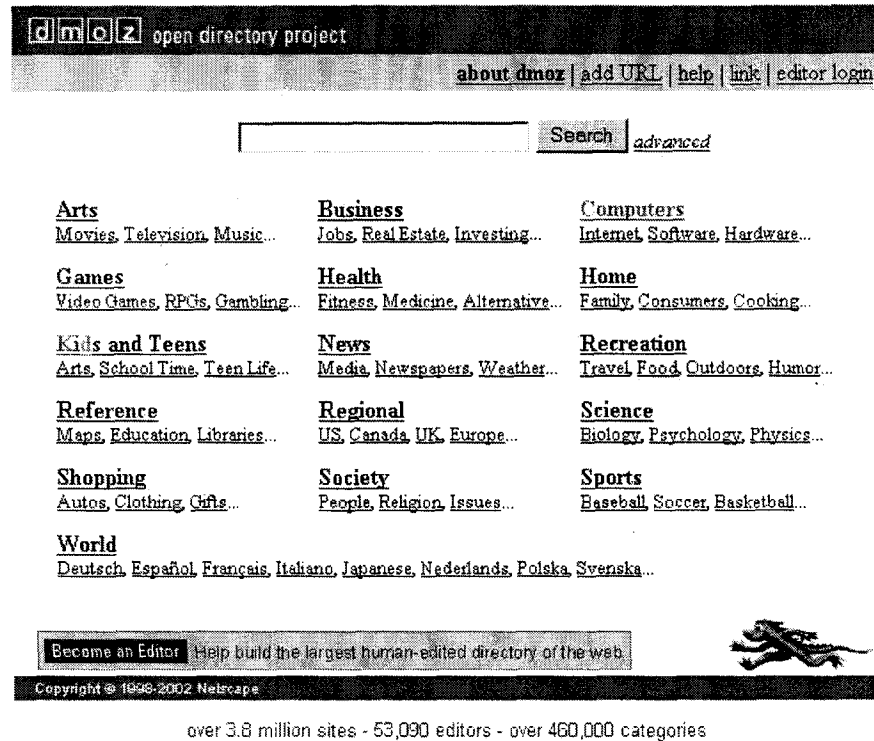 dmoz open directory project
about dmoz | add URL | help | link | editor login
Search advanced
Arts
Movies, Television, Music...
Business
Jobs, Real Estate, Investing...
Computers
Internet, Software, Hardware...
Games
Video Games, RPGs, Gambling...
Health
Fitness, Medicine, Alternative...
Home
Family, Consumers, Cooking...
Kids and Teens
Arts, School Time, Teen Life...
News
Media, Newspapers, Weather...
Recreation
Travel, Food, Outdoors, Humor...
Reference
Maps, Education, Libraries...
Regional
US, Canada, UK, Europe...
Science
Biology, Psychology, Physics...
Shopping
Autos, Clothing, Gifts...
Society
People, Religion, Issues...
Sports
Baseball, Soccer, Basketball...
World
Deutsch, Español, Français, Italiano, Japanese, Nederlands, Polska, Svenska...
Become an Editor Help build the largest human-edited directory of the web
Copyright © 1998-2002 Netscape
over 3.8 million sites - 53,090 editors - over 460,000 categories